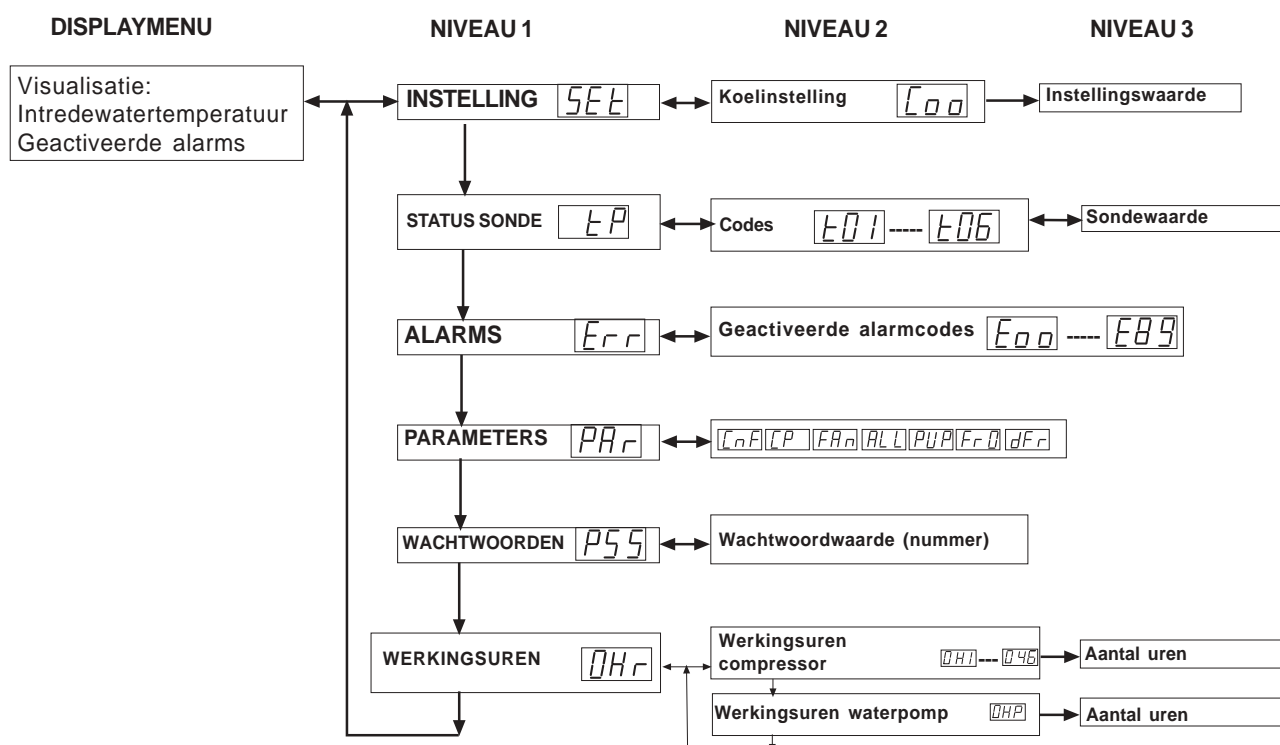 DISPLAYMENU NIVEAU 1 NIVEAU 2 NIVEAU 3
Visualisatie:
Intredewatertemperatuur
Geactiveerde alarms
INSTELLING SEt Koelinstelling Coo Instellingswaarde
STATUS SONDE tP Codes t01 ----- t06 Sondewaarde
ALARMS Err Geactiveerde alarmcodes Eoo ----- E89
PARAMETERS PAr CnF CP FAn ALL PUP Fr0 dFr
WACHTWOORDEN PSS Wachtwoordwaarde (nummer)
WERKINGSUREN OHr
Werkingsuren
compressor OH1 --- 046 Aantal uren
Werkingsuren waterpomp OHP Aantal uren